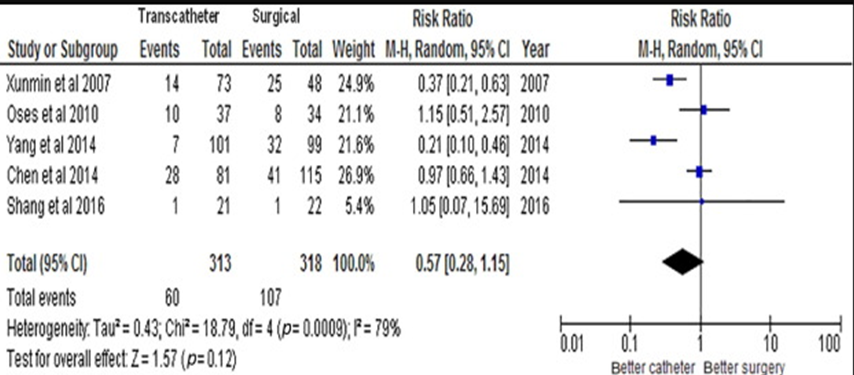 Transcatheter Surgical Risk Ratio Risk Ratio
Study or Subgroup Events Total Events Total Weight M-H, Random, 95% CI Year M-H, Random, 95% CI
Xunmin et al 2007 14 73 25 48 24.9% 0.37 [0.21, 0.63] 2007
Oses et al 2010 10 37 8 34 21.1% 1.15 [0.51, 2.57] 2010
Yang et al 2014 7 101 32 99 21.6% 0.21 [0.10, 0.46] 2014
Chen et al 2014 28 81 41 115 26.9% 0.97 [0.66, 1.43] 2014
Shang et al 2016 1 21 1 22 5.4% 1.05 [0.07, 15.69] 2016
Total (95% CI) 313 318 100.0% 0.57 [0.28, 1.15]
Total events 60 107
Heterogeneity: Tau² = 0.43; Chi² = 18.79, df = 4 (p = 0.0009); I² = 79%
Test for overall effect: Z = 1.57 (p=0.12)
0.01 0.1 1 10 100
Better catheter Better surgery